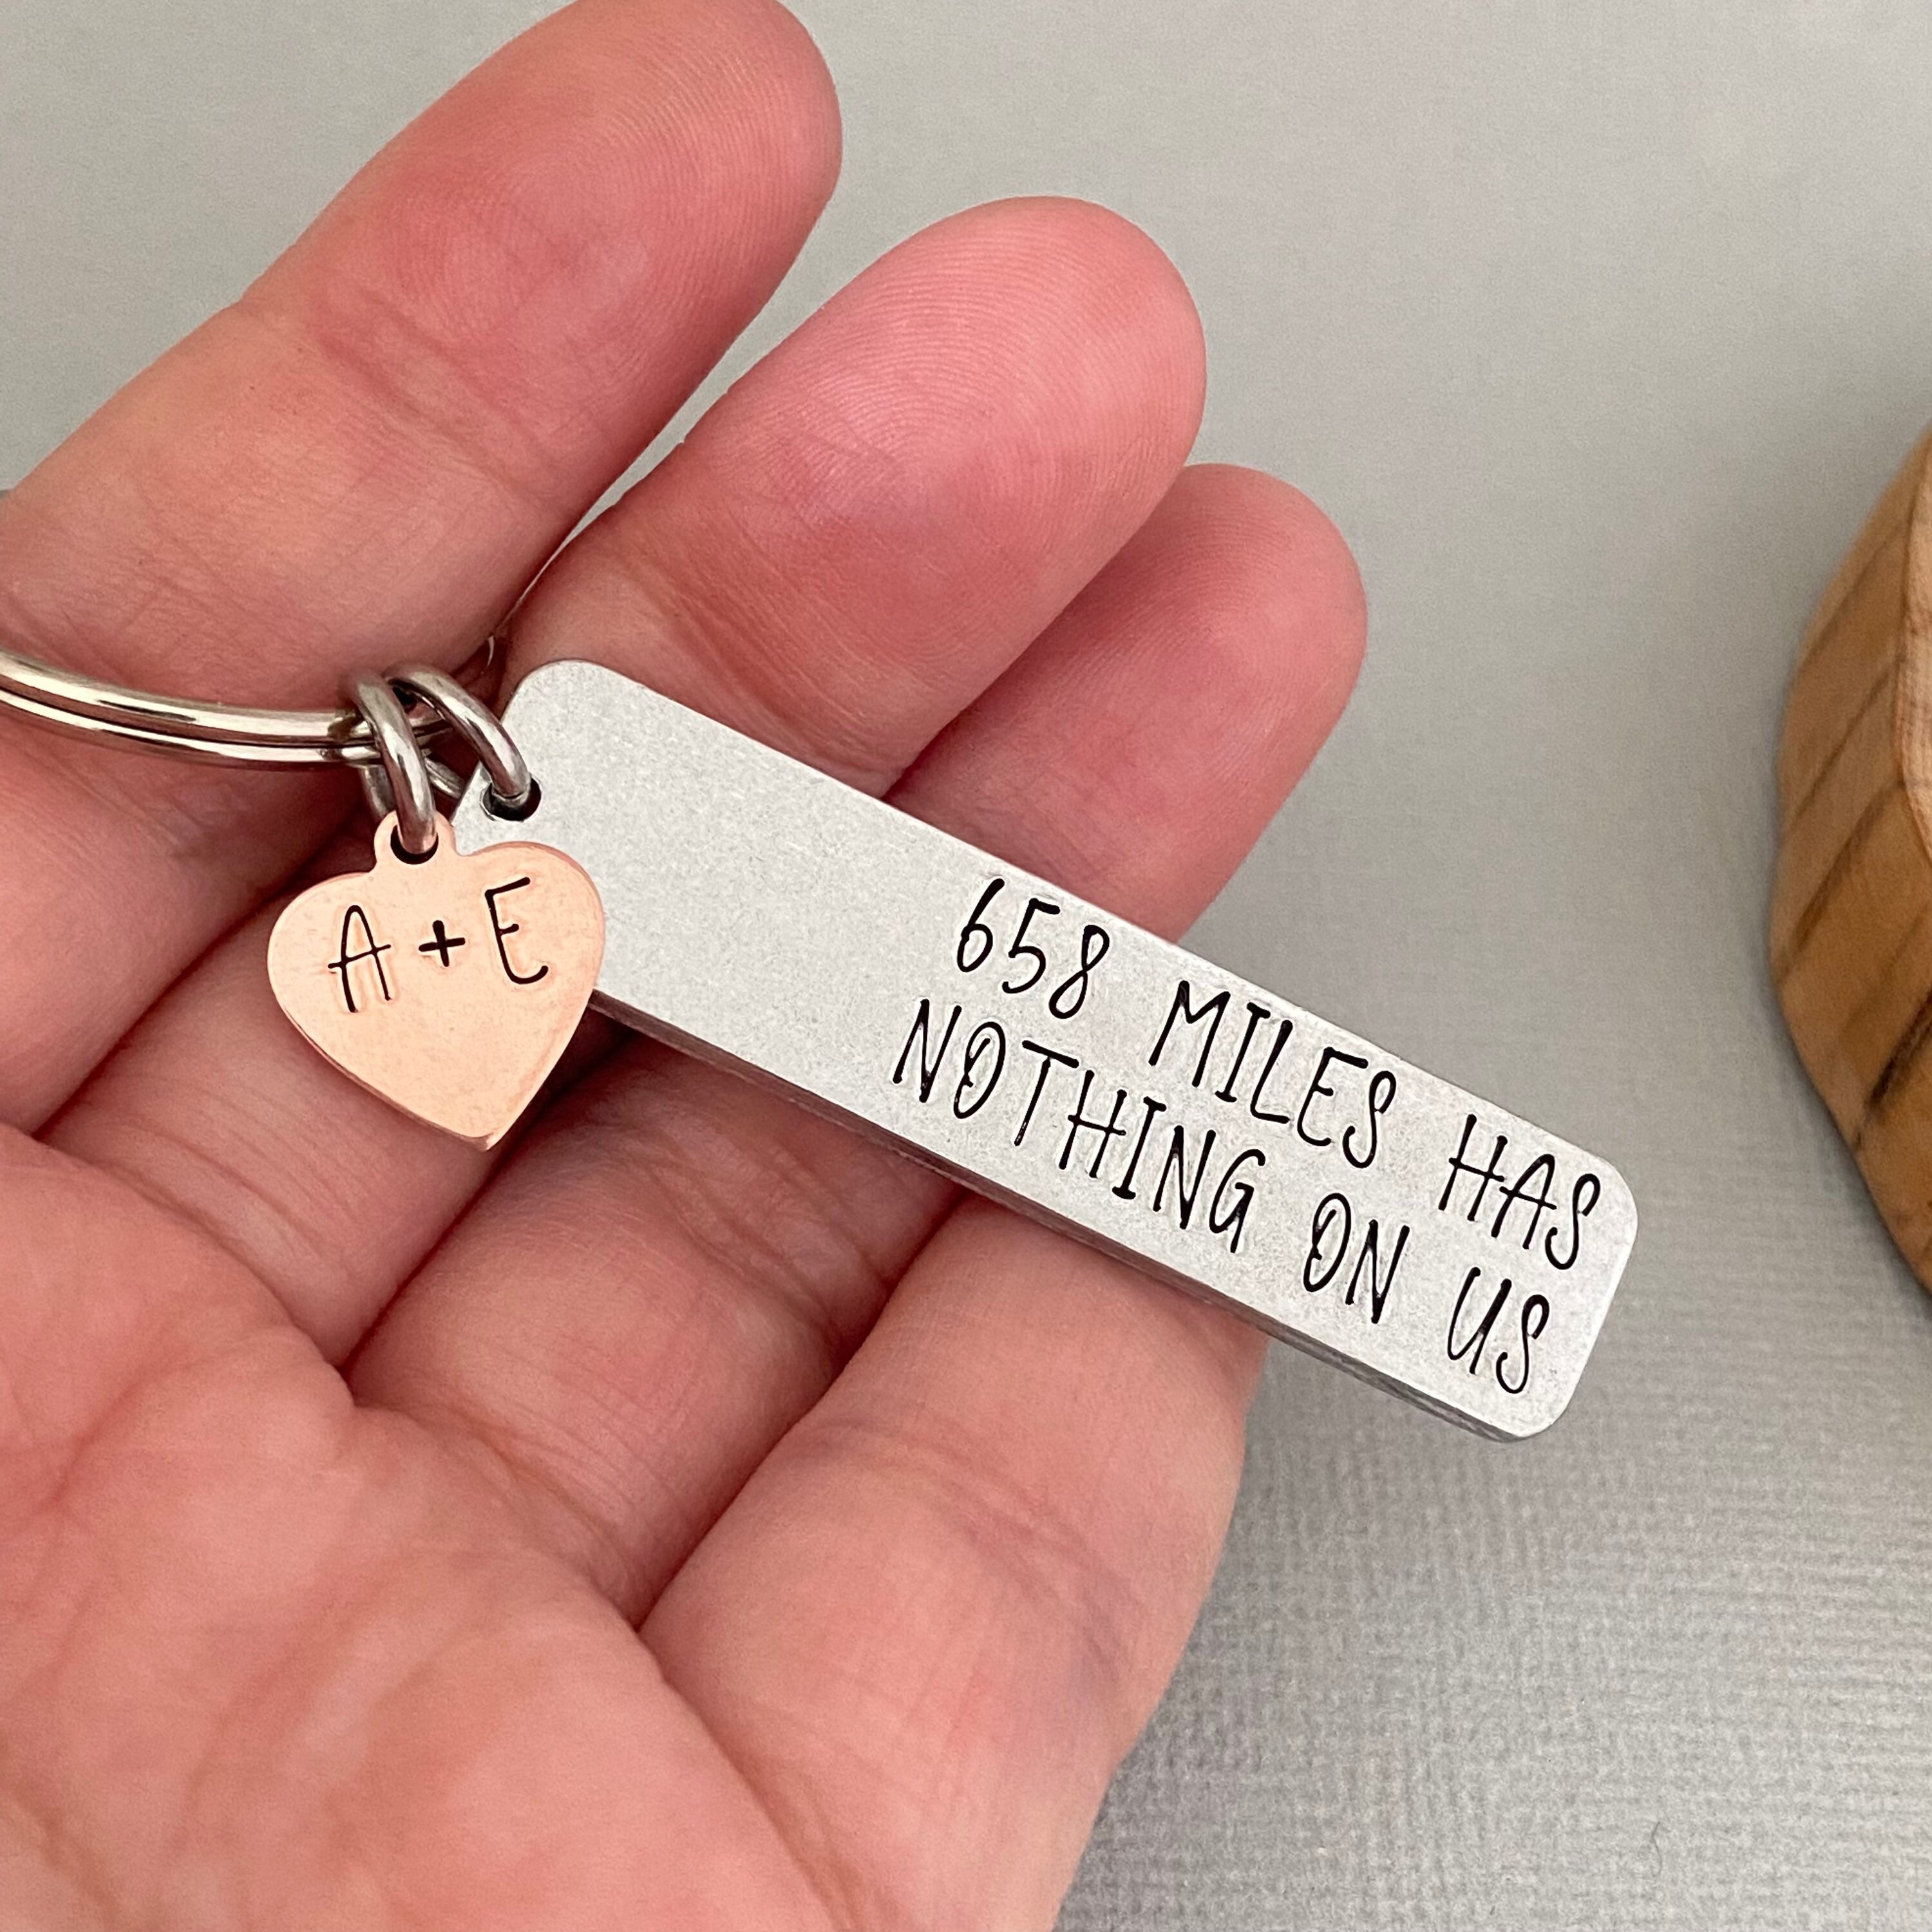 A + E
658 MILES HAS
NOTHING ON US